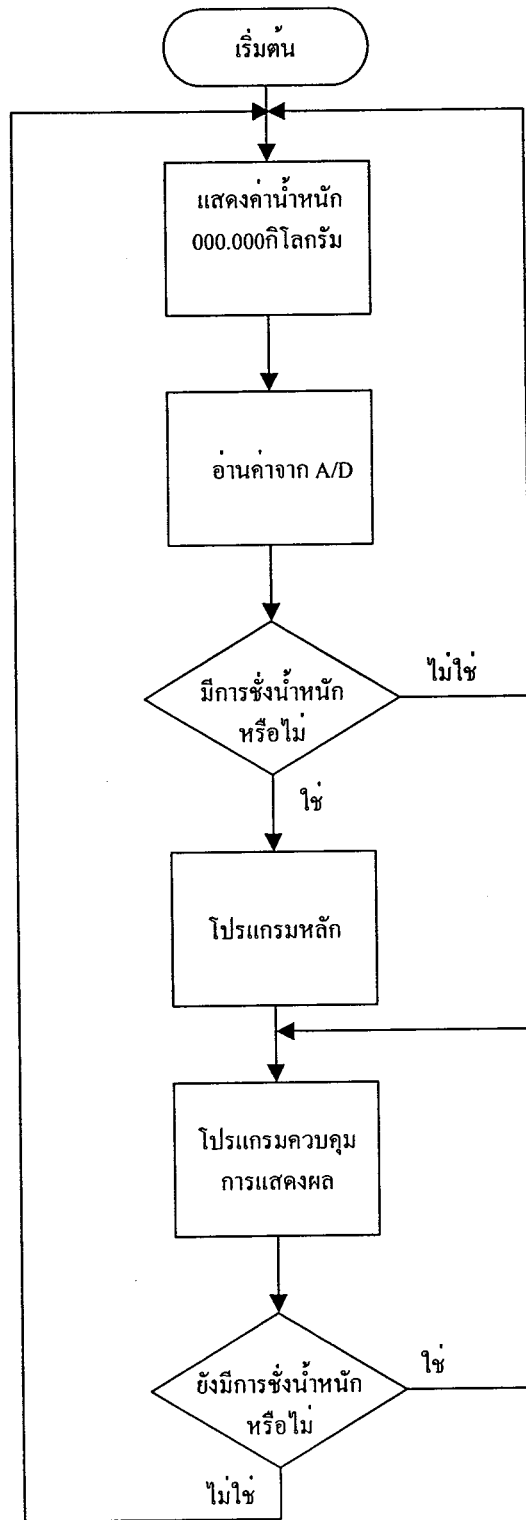 เริ่มต้น
แสดงค่าน้ำหนัก
000.000กิโลกรัม
อ่านค่าจาก A/D
มีการชั่งน้ำหนัก
หรือไม่
ไม่ใช่
ใช่
โปรแกรมหลัก
โปรแกรมควบคุม
การแสดงผล
ยังมีการชั่งน้ำหนัก
หรือไม่
ใช่
ไม่ใช่